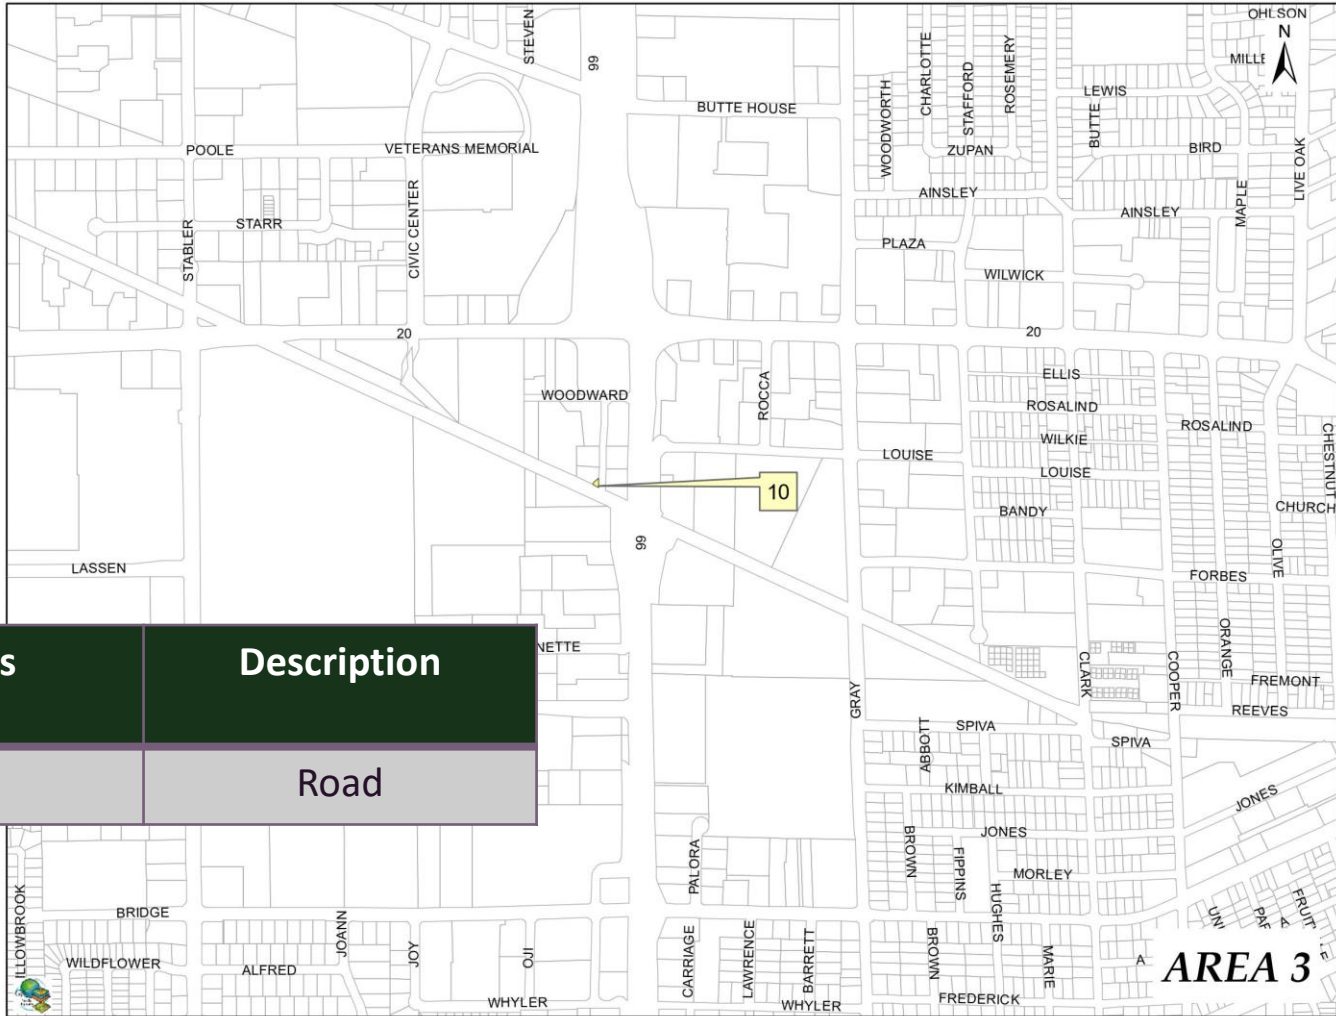 OHLSON
N
STEVEN
99
MILLE
CHARLOTTE
STAFFORD
ROSEMERY
WOODWORTH
LEWIS
BUTTE
BUTTE HOUSE
POOLE
VETERANS MEMORIAL
ZUPAN
BIRD
LIVE OAK
AINSLEY
AINSLEY
MAPLE
STABLER
STARR
CIVIC CENTER
PLAZA
WILWICK
20
20
ELLIS
WOODWARD
ROCCA
ROSALIND
ROSALIND
WILKIE
LOUISE
LOUISE
CHESTNUT
10
BANDY
CHURCH
99
OLIVE
LASSEN
FORBES
ORANGE
NETTE
s
Description
CLARK
COOPER
GRAY
FREMONT
REEVES
ABBOTT
SPIVA
SPIVA
Road
KIMBALL
JONES
JONES
BROWN
FIPPINS
PALORA
MORLEY
HUGHES
ILLOWBROOK
BRIDGE
JOANN
JOY
OJI
CARRIAGE
LAWRENCE
BARRETT
BROWN
MARIE
WILDFLOWER
ALFRED
WHYLER
WHYLER
FREDERICK
A
AREA 3